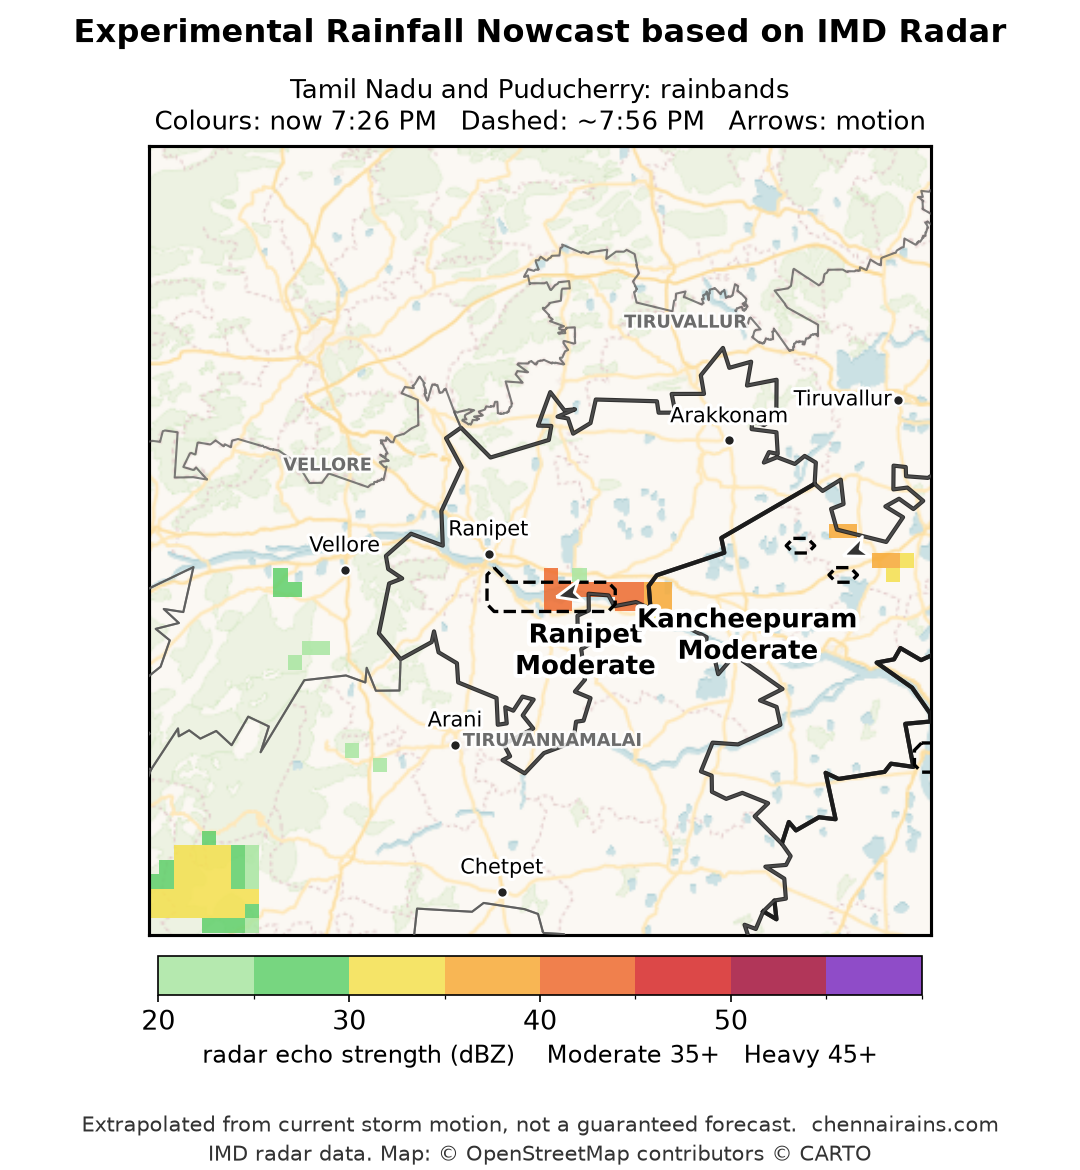 Experimental Rainfall Nowcast based on IMD Radar
Tamil Nadu and Puducherry: rainbands
Colours: now 7:26 PM   Dashed: ~7:56 PM   Arrows: motion
TIRUVALLUR
Tiruvallur
Arakkonam
VELLORE
Ranipet
Vellore
Kancheepuram
Moderate
Ranipet
Moderate
Arani
TIRUVANNAMALAI
Chetpet
20 30 40 50
radar echo strength (dBZ)    Moderate 35+   Heavy 45+
Extrapolated from current storm motion, not a guaranteed forecast.  chennairains.com
IMD radar data. Map: © OpenStreetMap contributors © CARTO